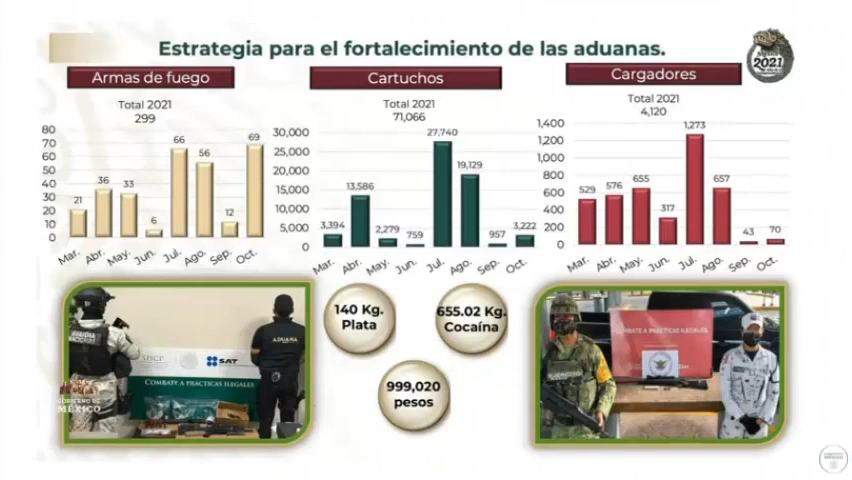 Estrategia para el fortalecimiento de las aduanas.
2021
Armas de fuego
Total 2021
299
80
70
60
50
40
30
20
10
0
21
36
33
6
66
56
12
69
Mar.
Abr.
May.
Jun.
Jul.
Ago.
Sep.
Oct.
Cartuchos
Total 2021
71,066
30,000
25,000
20,000
15,000
10,000
5,000
0
3,394
13,586
2,279
759
27,740
19,129
957
3,222
Mar.
Abr.
May.
Jun.
Jul.
Ago.
Sep.
Oct.
Cargadores
Total 2021
4,120
1,400
1,200
1,000
800
600
400
200
0
529
576
655
317
1,273
657
43
70
Mar.
Abr.
May.
Jun.
Jul.
Ago.
Sep.
Oct.
GUARDIA
NACIONAL
ADUANA
SHCP
SAT
COMBATE A PRÁCTICAS ILEGALES
GOBIERNO DE
MÉXICO
140 Kg.
Plata
655.02 Kg.
Cocaína
999,020
pesos
COMBATE A PRÁCTICAS ILEGALES